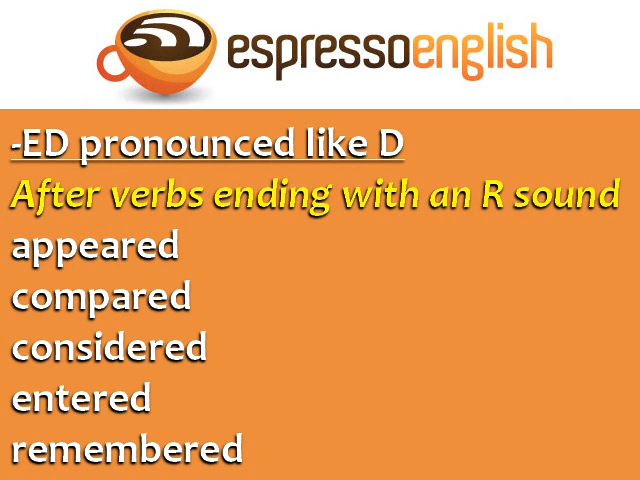 espressoenglish
-ED pronounced like D
After verbs ending with an R sound
appeared
compared
considered
entered
remembered